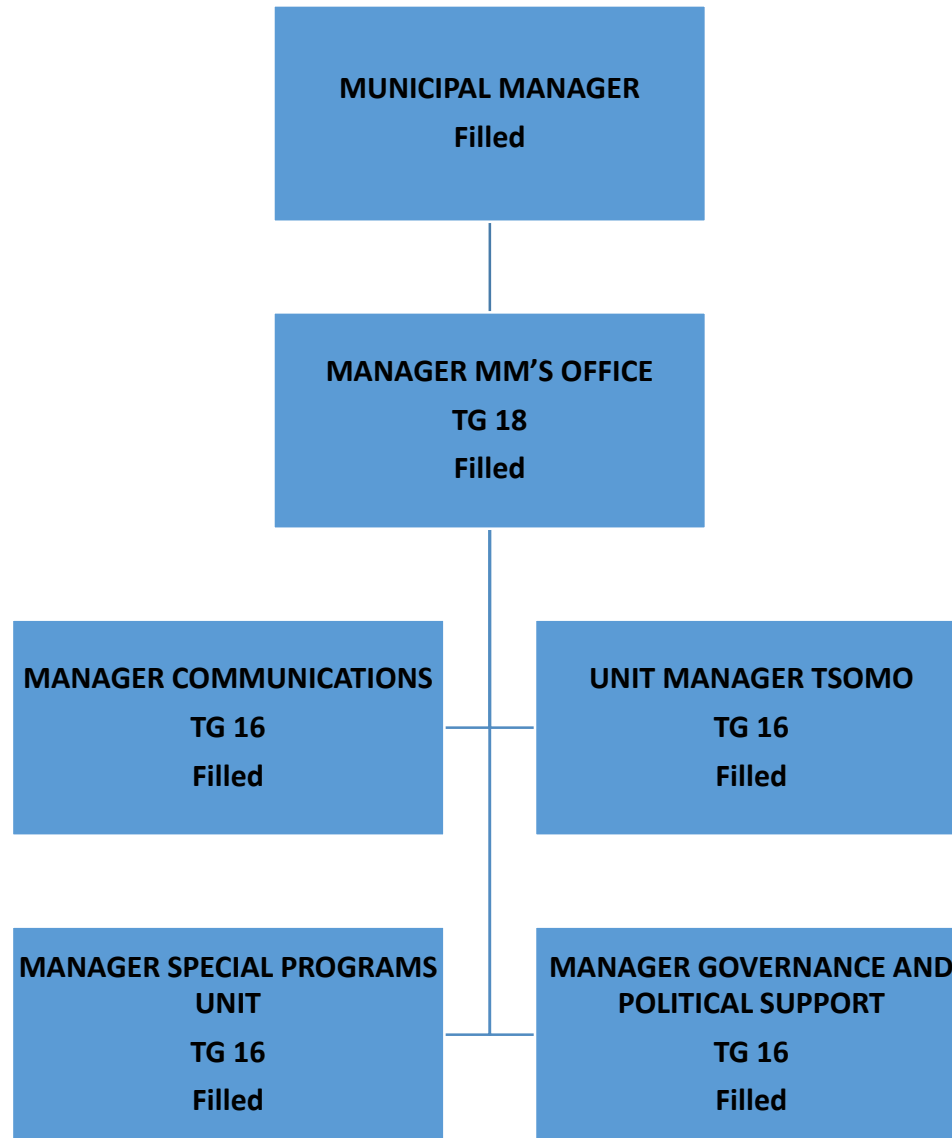 MUNICIPAL MANAGER
Filled
MANAGER MM’S OFFICE
TG 18
Filled
MANAGER COMMUNICATIONS
TG 16
Filled
UNIT MANAGER TSOMO
TG 16
Filled
MANAGER SPECIAL PROGRAMS
UNIT
TG 16
Filled
MANAGER GOVERNANCE AND
POLITICAL SUPPORT
TG 16
Filled